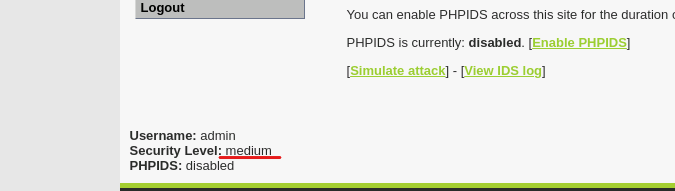 Logout
You can enable PHPIDS across this site for the duration
PHPIDS is currently: disabled. [Enable PHPIDS]
[Simulate attack] - [View IDS log]
Username: admin
Security Level: medium
PHPIDS: disabled